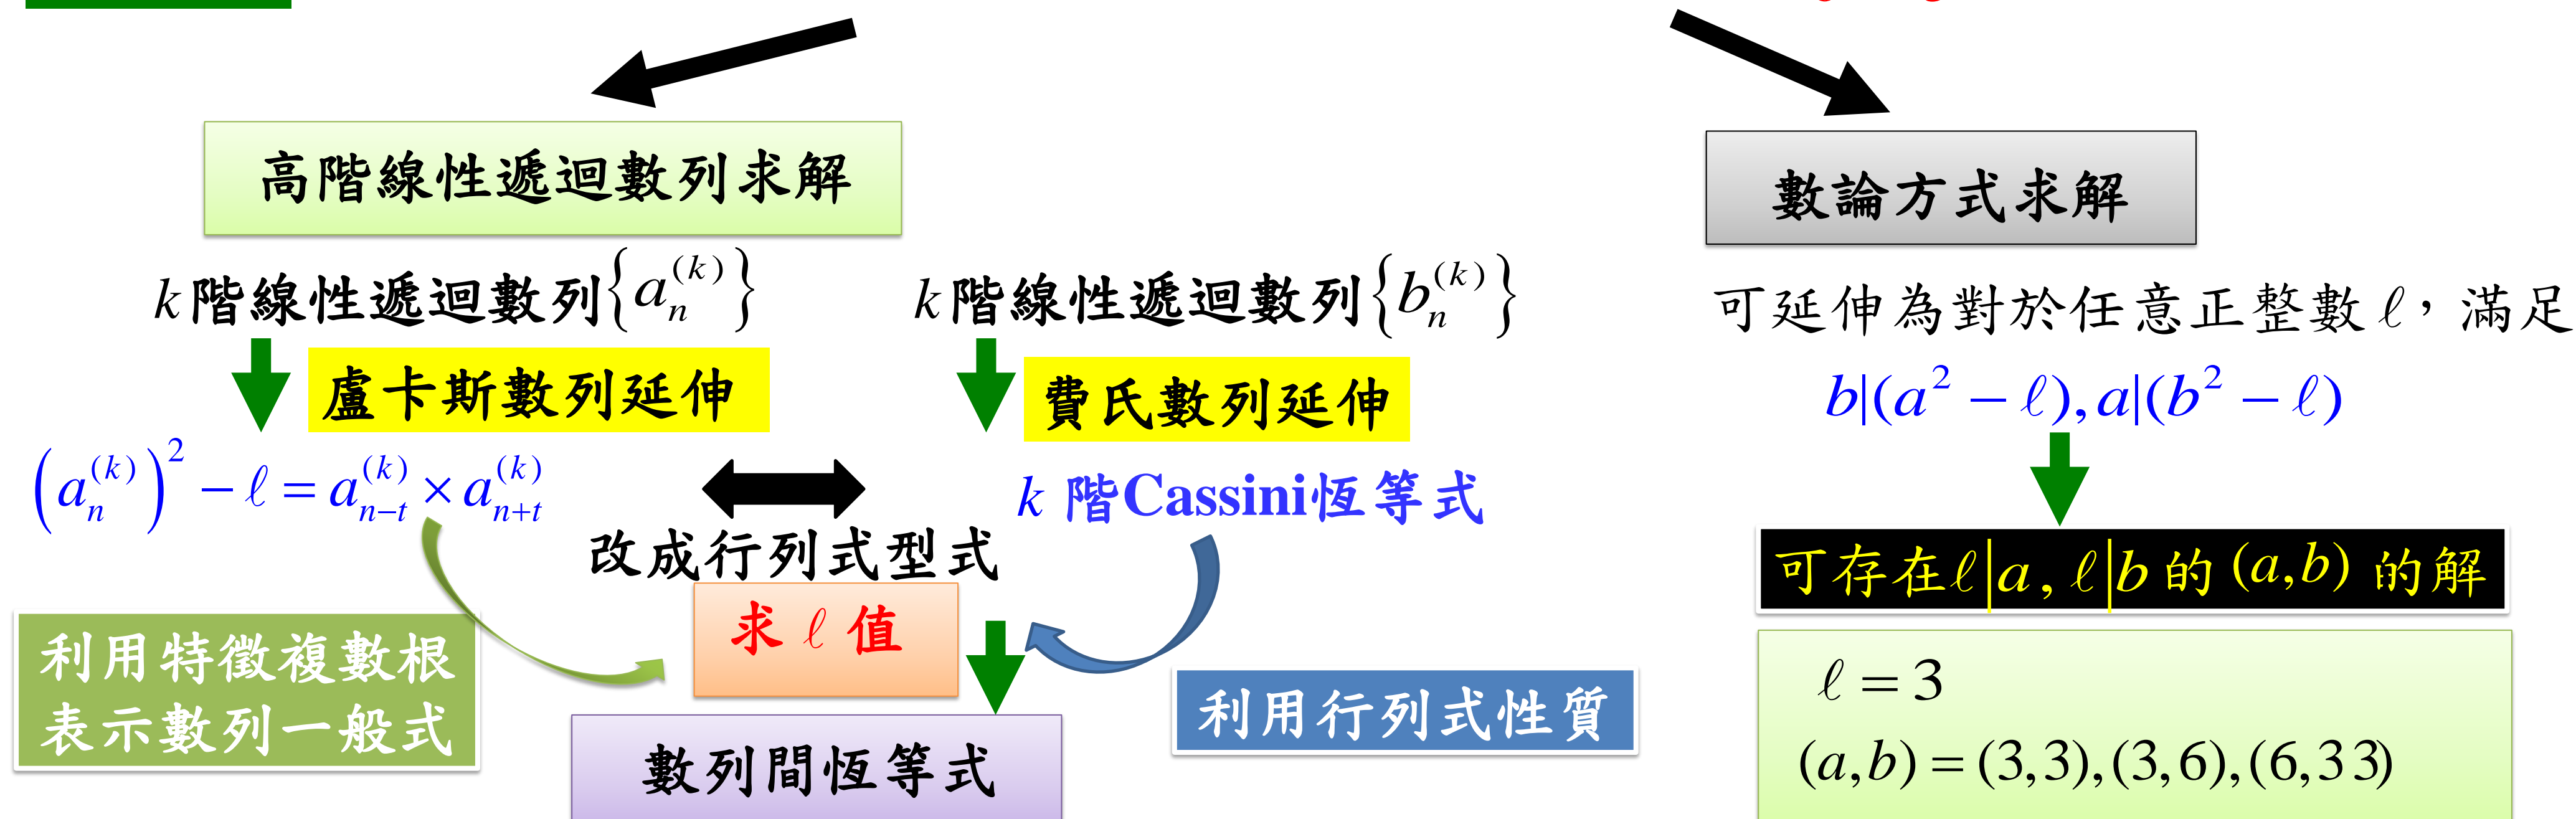 高階線性遞迴數列求解
k階線性遞迴數列{a_n^{(k)}}
盧卡斯數列延伸
(a_n^{(k)})^2 − ℓ = a_{n−t}^{(k)} × a_{n+t}^{(k)}
k階線性遞迴數列{b_n^{(k)}}
費氏數列延伸
k 階Cassini恆等式
改成行列式型式
求 ℓ 值
利用特徵複數根
表示數列一般式
利用行列式性質
數列間恆等式
數論方式求解
可延伸為對於任意正整數ℓ，滿足
b|(a^2 − ℓ), a|(b^2 − ℓ)
可存在ℓ|a, ℓ|b 的 (a,b) 的解
ℓ = 3
(a,b) = (3,3),(3,6),(6,33)